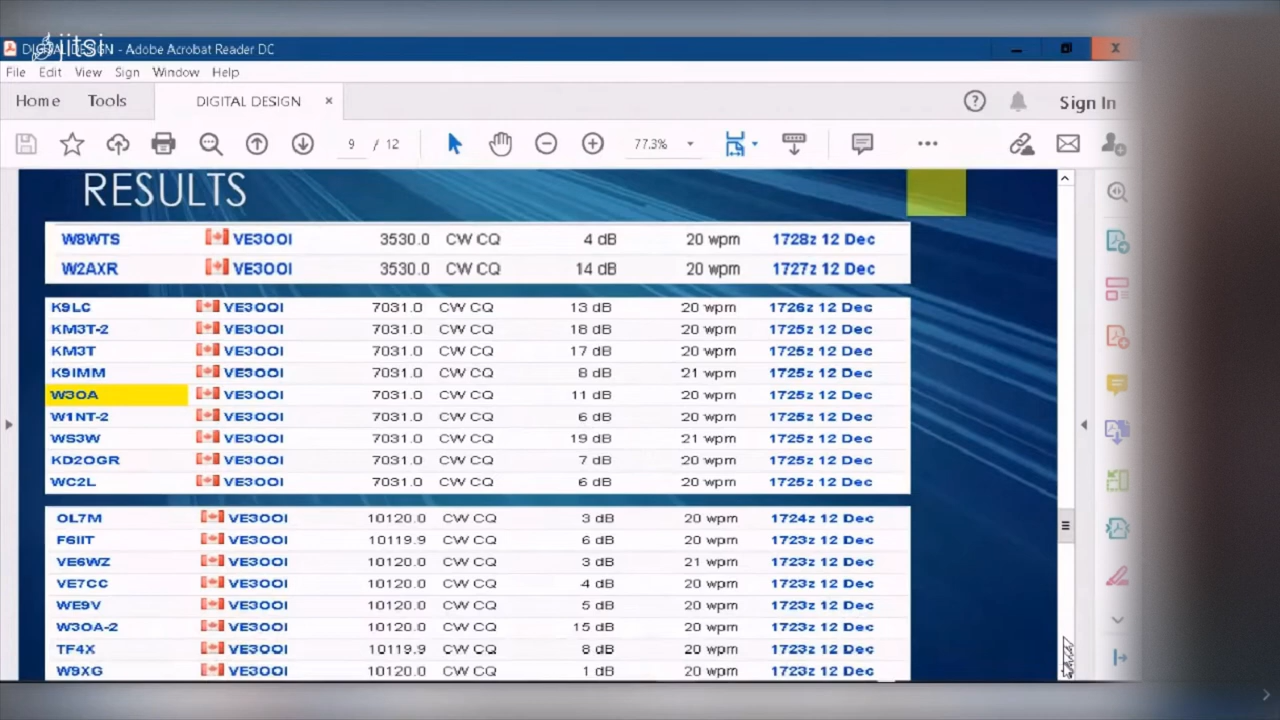 jitsi
DIGITAL DESIGN - Adobe Acrobat Reader DC
File Edit View Sign Window Help
Home Tools DIGITAL DESIGN × Sign In
9 / 12 77.3%
RESULTS
W8WTS VE3OOI 3530.0 CW CQ 4 dB 20 wpm 1728z 12 Dec
W2AXR VE3OOI 3530.0 CW CQ 14 dB 20 wpm 1727z 12 Dec
K9LC VE3OOI 7031.0 CW CQ 13 dB 20 wpm 1726z 12 Dec
KM3T-2 VE3OOI 7031.0 CW CQ 18 dB 20 wpm 1725z 12 Dec
KM3T VE3OOI 7031.0 CW CQ 17 dB 20 wpm 1725z 12 Dec
K9IMM VE3OOI 7031.0 CW CQ 8 dB 21 wpm 1725z 12 Dec
W3OA VE3OOI 7031.0 CW CQ 11 dB 20 wpm 1725z 12 Dec
W1NT-2 VE3OOI 7031.0 CW CQ 6 dB 20 wpm 1725z 12 Dec
WS3W VE3OOI 7031.0 CW CQ 19 dB 21 wpm 1725z 12 Dec
KD2OGR VE3OOI 7031.0 CW CQ 7 dB 20 wpm 1725z 12 Dec
WC2L VE3OOI 7031.0 CW CQ 6 dB 20 wpm 1725z 12 Dec
OL7M VE3OOI 10120.0 CW CQ 3 dB 20 wpm 1724z 12 Dec
F6IIT VE3OOI 10119.9 CW CQ 6 dB 20 wpm 1723z 12 Dec
VE6WZ VE3OOI 10120.0 CW CQ 3 dB 21 wpm 1723z 12 Dec
VE7CC VE3OOI 10120.0 CW CQ 4 dB 20 wpm 1723z 12 Dec
WE9V VE3OOI 10120.0 CW CQ 5 dB 20 wpm 1723z 12 Dec
W3OA-2 VE3OOI 10120.0 CW CQ 15 dB 20 wpm 1723z 12 Dec
TF4X VE3OOI 10119.9 CW CQ 8 dB 20 wpm 1723z 12 Dec
W9XG VE3OOI 10120.0 CW CQ 1 dB 20 wpm 1723z 12 Dec